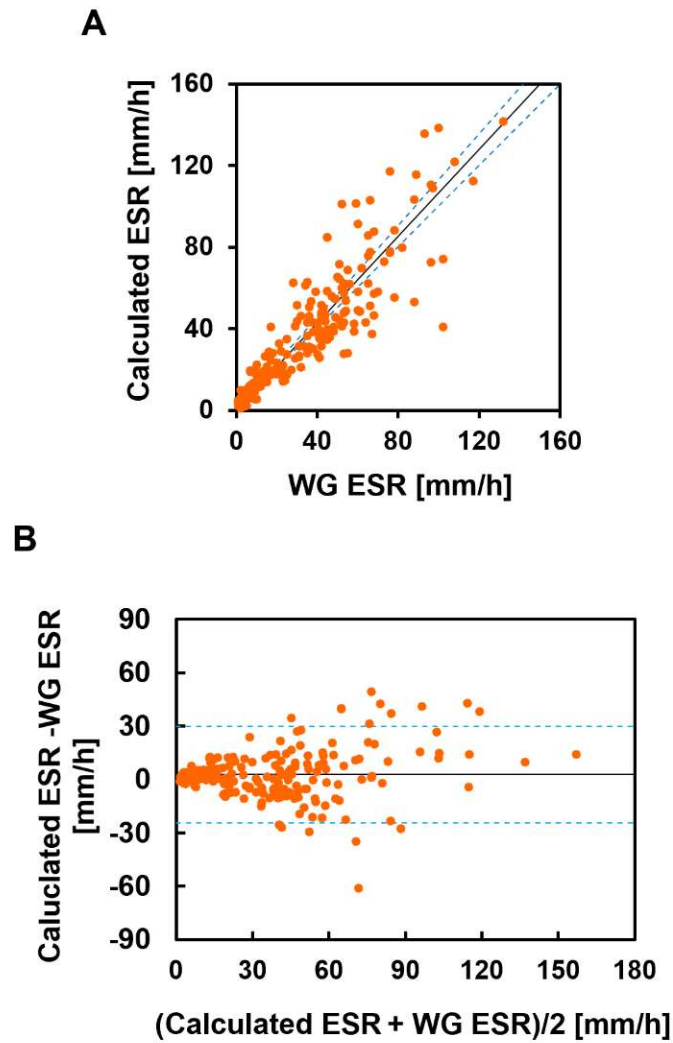 A
160
120
80
40
0
Calculated ESR [mm/h]
0 40 80 120 160
WG ESR [mm/h]
B
90
60
30
0
-30
-60
-90
Caluclated ESR -WG ESR
[mm/h]
0 30 60 90 120 150 180
(Calculated ESR + WG ESR)/2 [mm/h]